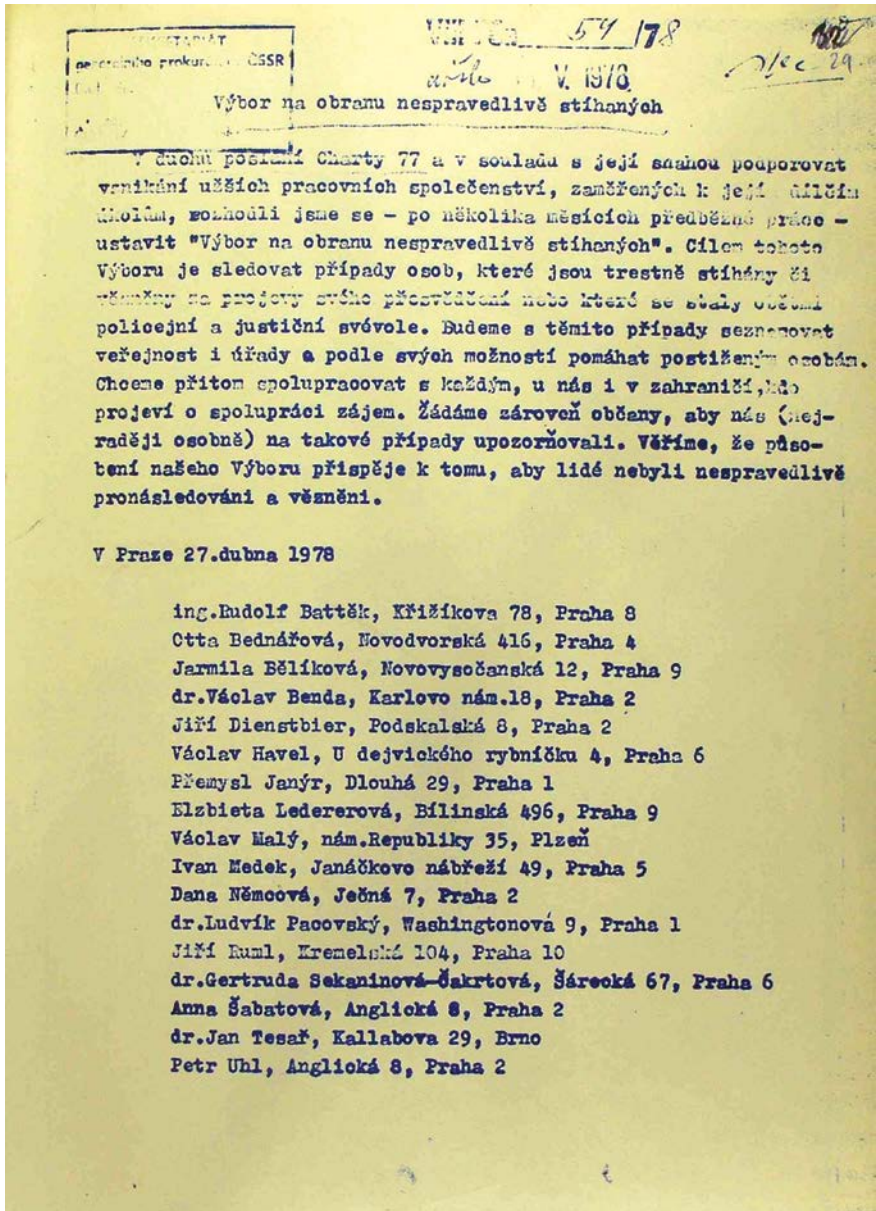 SEKRETARIÁT
generálního prokurátora ČSSR
54/78
došlo V. 1978
29.
Výbor na obranu nespravedlivě stíhaných
V duchu poslání Charty 77 a v souladu s její snahou podporovat
vznikání užších pracovních společenství, zaměřených k její dílčím
úkolům, rozhodli jsme se - po několika měsících předběžné práce -
ustavit "Výbor na obranu nespravedlivě stíhaných". Cílem tohoto
Výboru je sledovat případy osob, které jsou trestně stíhány či
vězněny za projevy svého přesvědčení nebo které se staly oběťmi
policejní a justiční svévole. Budeme s těmito případy seznamovat
veřejnost i úřady a podle svých možností pomáhat postiženým osobám.
Chceme přitom spolupracovat s každým, u nás i v zahraničí,kdo
projeví o spolupráci zájem. Žádáme zároveň občany, aby nás (nej-
raději osobně) na takové případy upozorňovali. Věříme, že půso-
bení našeho Výboru přispěje k tomu, aby lidé nebyli nespravedlivě
pronásledováni a vězněni.
V Praze 27.dubna 1978
ing.Rudolf Battěk, Křižíkova 78, Praha 8
Otta Bednářová, Novodvorská 416, Praha 4
Jarmila Bělíková, Novovysočanská 12, Praha 9
dr.Václav Benda, Karlovo nám.18, Praha 2
Jiří Dienstbier, Podskalská 8, Praha 2
Václav Havel, U dejvického rybníčku 4, Praha 6
Přemysl Janýr, Dlouhá 29, Praha 1
Elzbieta Ledererová, Bílinská 496, Praha 9
Václav Malý, nám.Republiky 35, Plzeň
Ivan Medek, Janáčkovo nábřeží 49, Praha 5
Dana Němcová, Ječná 7, Praha 2
dr.Ludvík Pacovský, Washingtonová 9, Praha 1
Jiří Ruml, Kremelská 104, Praha 10
dr.Gertruda Sekaninová-Čakrtová, Šárecká 67, Praha 6
Anna Šabatová, Anglická 8, Praha 2
dr.Jan Tesař, Kallabova 29, Brno
Petr Uhl, Anglická 8, Praha 2